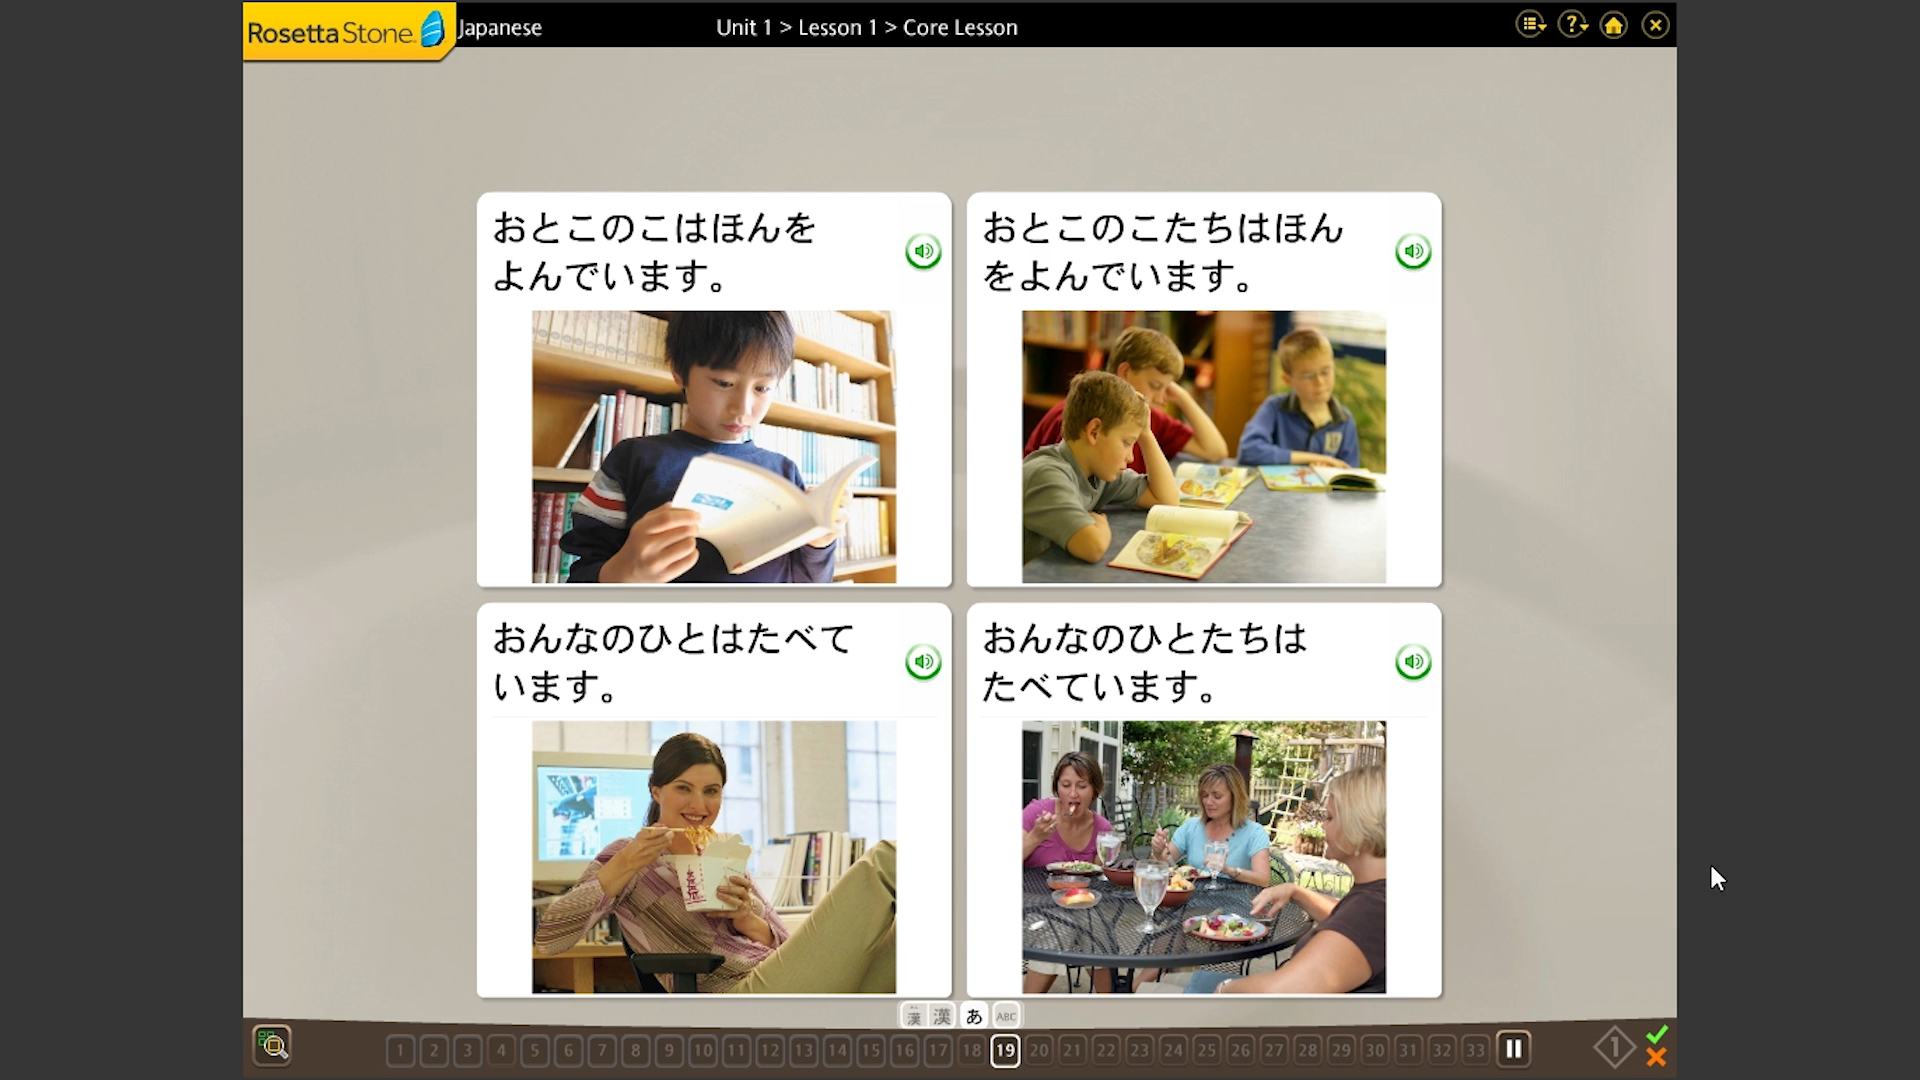 RosettaStone
Japanese
Unit 1 > Lesson 1 > Core Lesson
おとこのこはほんを
よんでいます。
おとこのこたちはほん
をよんでいます。
おんなのひとはたべて
います。
おんなのひとたちは
たべています。
漢 漢 あ ABC
1 2 3 4 5 6 7 8 9 10 11 12 13 14 15 16 17 18 19 20 21 22 23 24 25 26 27 28 29 30 31 32 33
1